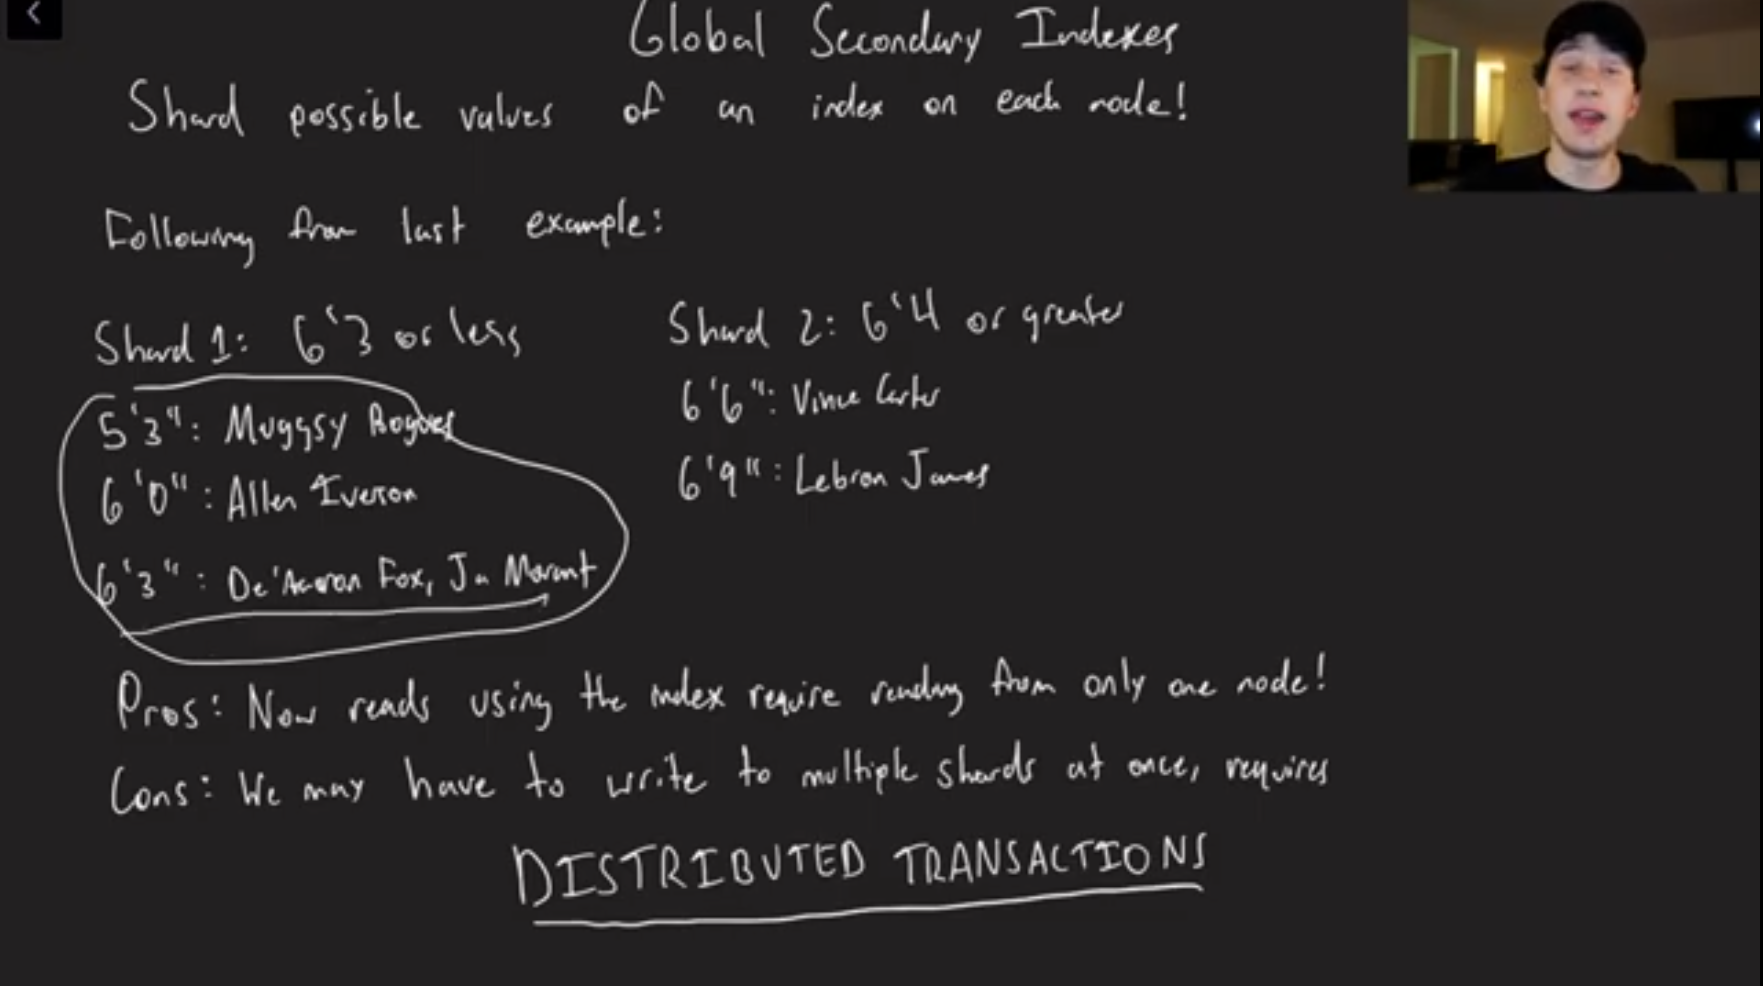 Global Secondary Indexes
Shard possible values of an index on each node!
Following from last example:
Shard 1: 6'3 or less
5'3": Muggsy Bogues
6'0": Allen Iverson
6'3": De'Aaron Fox, Ja Morant
Shard 2: 6'4 or greater
6'6": Vince Carter
6'9": Lebron James
Pros: Now reads using the index require reading from only one node!
Cons: We may have to write to multiple shards at once, requires
DISTRIBUTED TRANSACTIONS